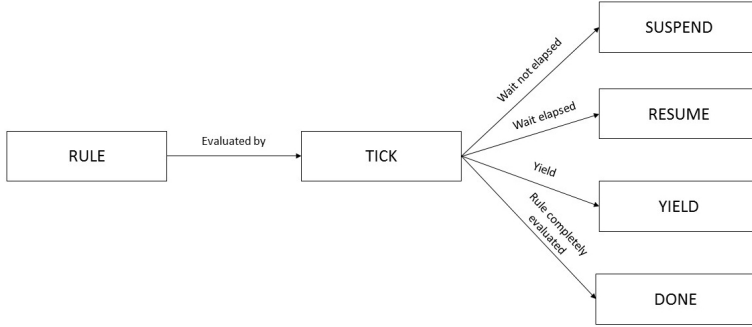 RULE
Evaluated by
TICK
Wait not elapsed
SUSPEND
Wait elapsed
RESUME
Yield
YIELD
Rule completely
evaluated
DONE